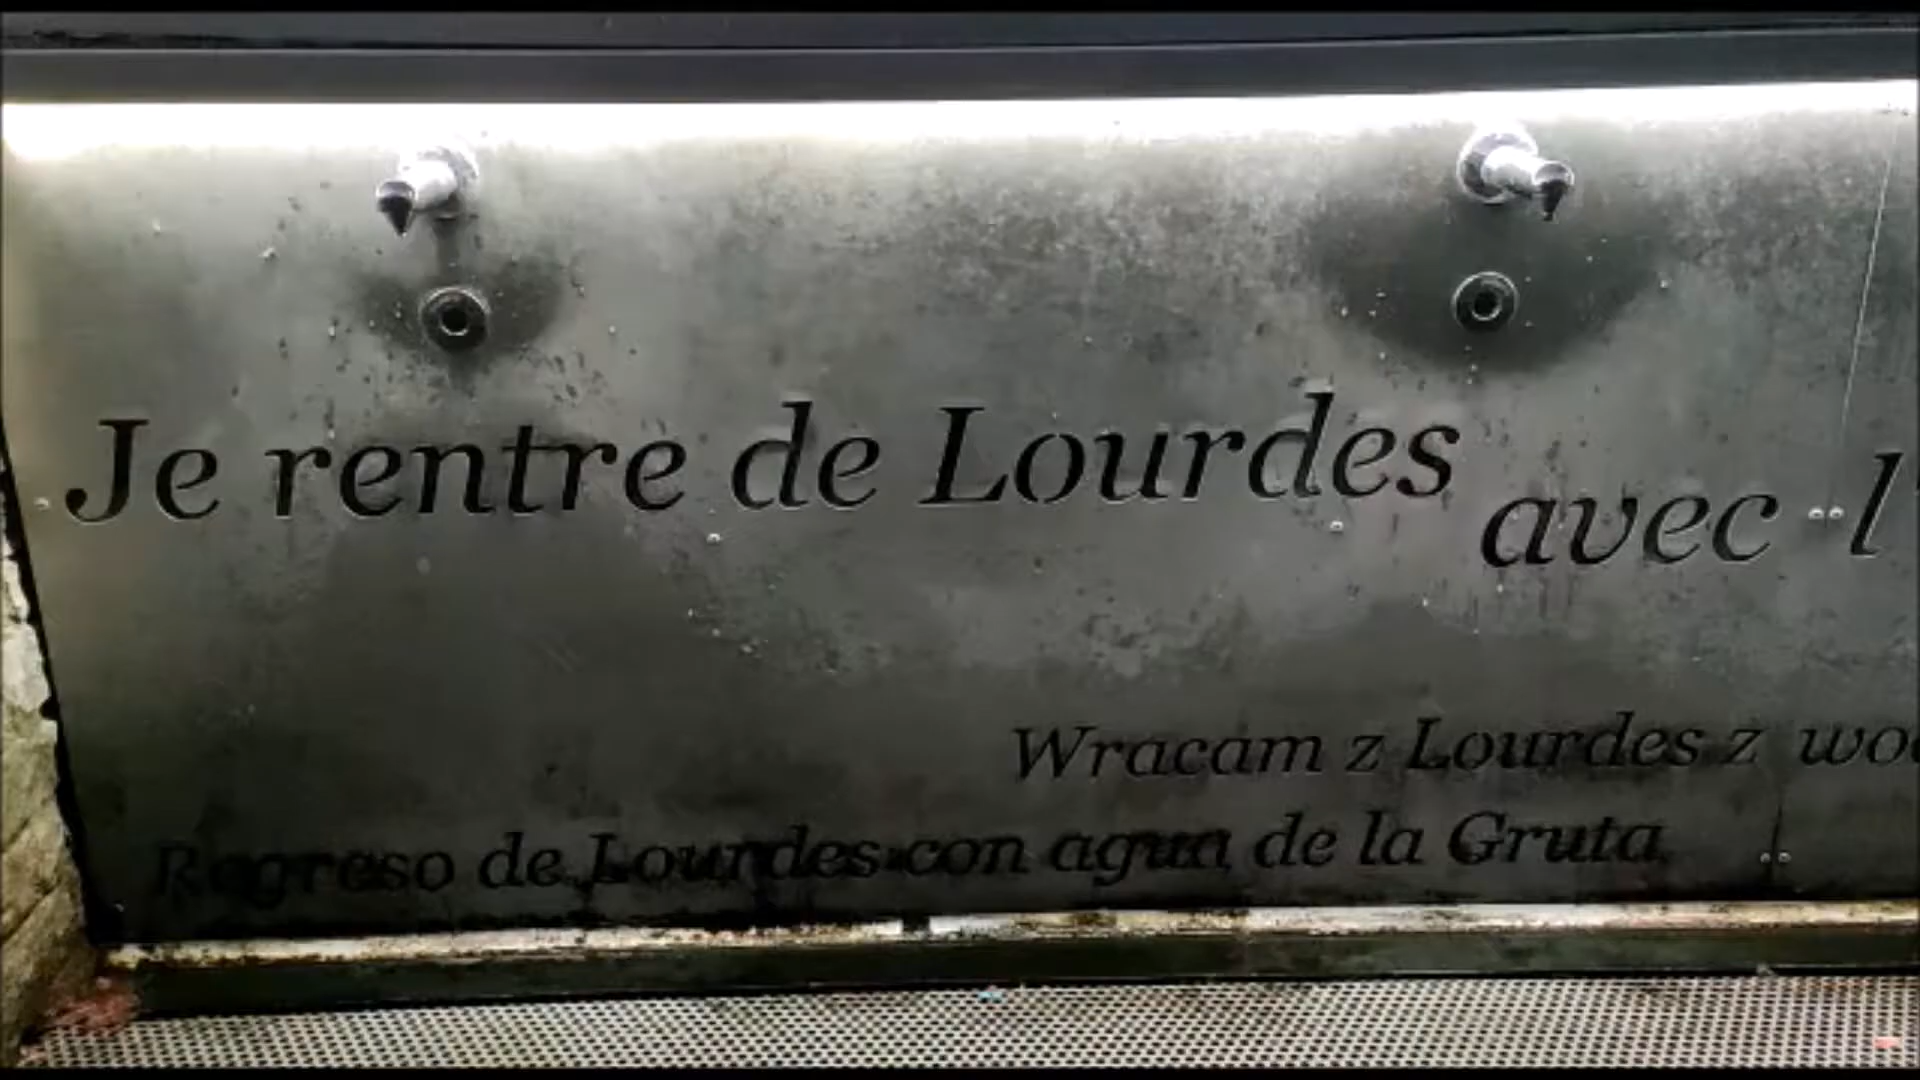 Je rentre de Lourdes avec l'
Wracam z Lourdes z
Regreso de Lourdes con agua de la Gruta